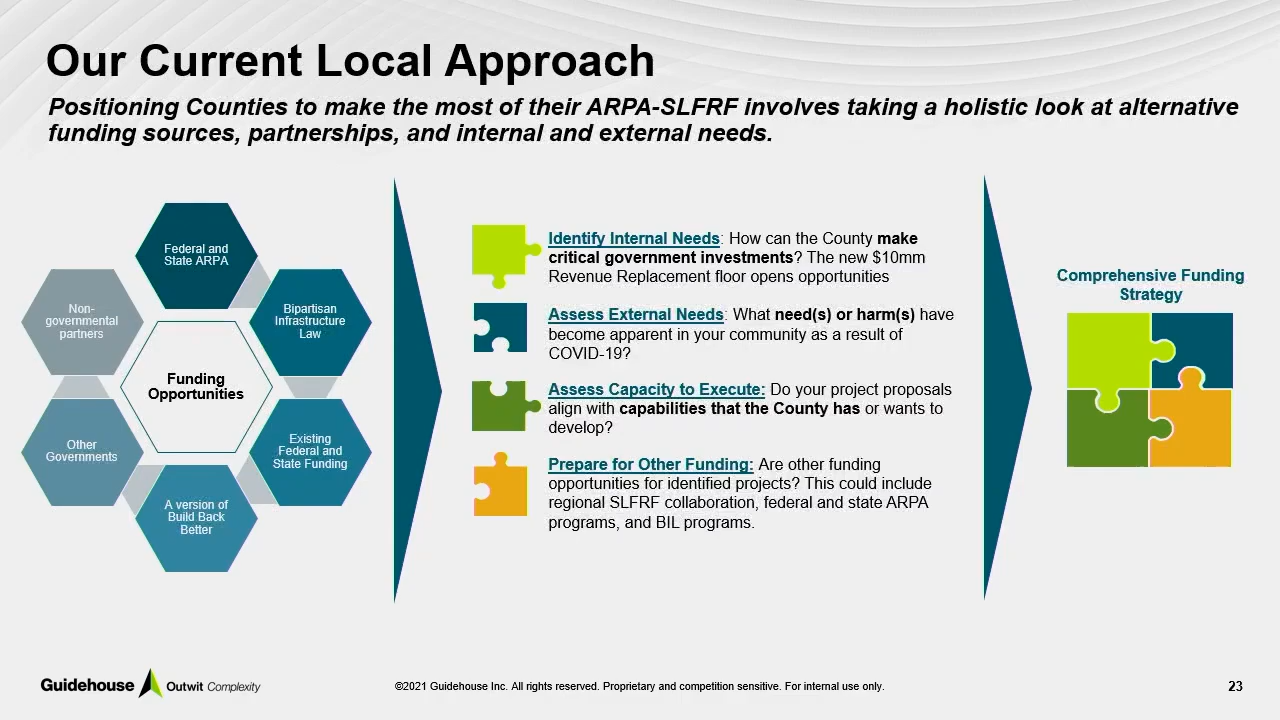 Our Current Local Approach
Positioning Counties to make the most of their ARPA-SLFRF involves taking a holistic look at alternative
funding sources, partnerships, and internal and external needs.
Federal and
State ARPA
Bipartisan
Infrastructure
Law
Existing
Federal and
State Funding
A version of
Build Back
Better
Other
Governments
Non-
governmental
partners
Funding
Opportunities
Identify Internal Needs: How can the County make
critical government investments? The new $10mm
Revenue Replacement floor opens opportunities
Assess External Needs: What need(s) or harm(s) have
become apparent in your community as a result of
COVID-19?
Assess Capacity to Execute: Do your project proposals
align with capabilities that the County has or wants to
develop?
Prepare for Other Funding: Are other funding
opportunities for identified projects? This could include
regional SLFRF collaboration, federal and state ARPA
programs, and BIL programs.
Comprehensive Funding
Strategy
Guidehouse Outwit Complexity
©2021 Guidehouse Inc. All rights reserved. Proprietary and competition sensitive. For internal use only.
23